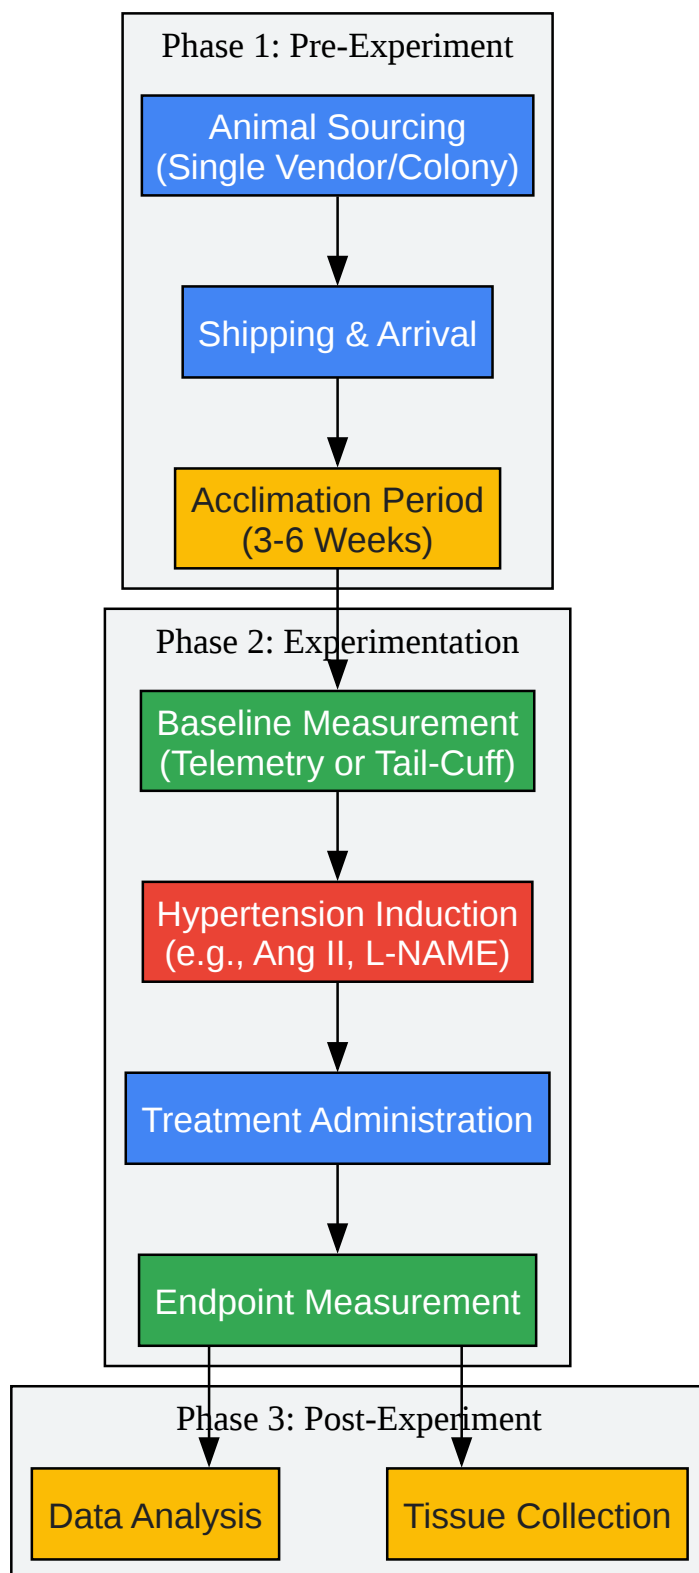 Phase 1: Pre-Experiment
Animal Sourcing
(Single Vendor/Colony)
Shipping & Arrival
Acclimation Period
(3-6 Weeks)
Phase 2: Experimentation
Baseline Measurement
(Telemetry or Tail-Cuff)
Hypertension Induction
(e.g., Ang II, L-NAME)
Treatment Administration
Endpoint Measurement
Phase 3: Post-Experiment
Data Analysis
Tissue Collection